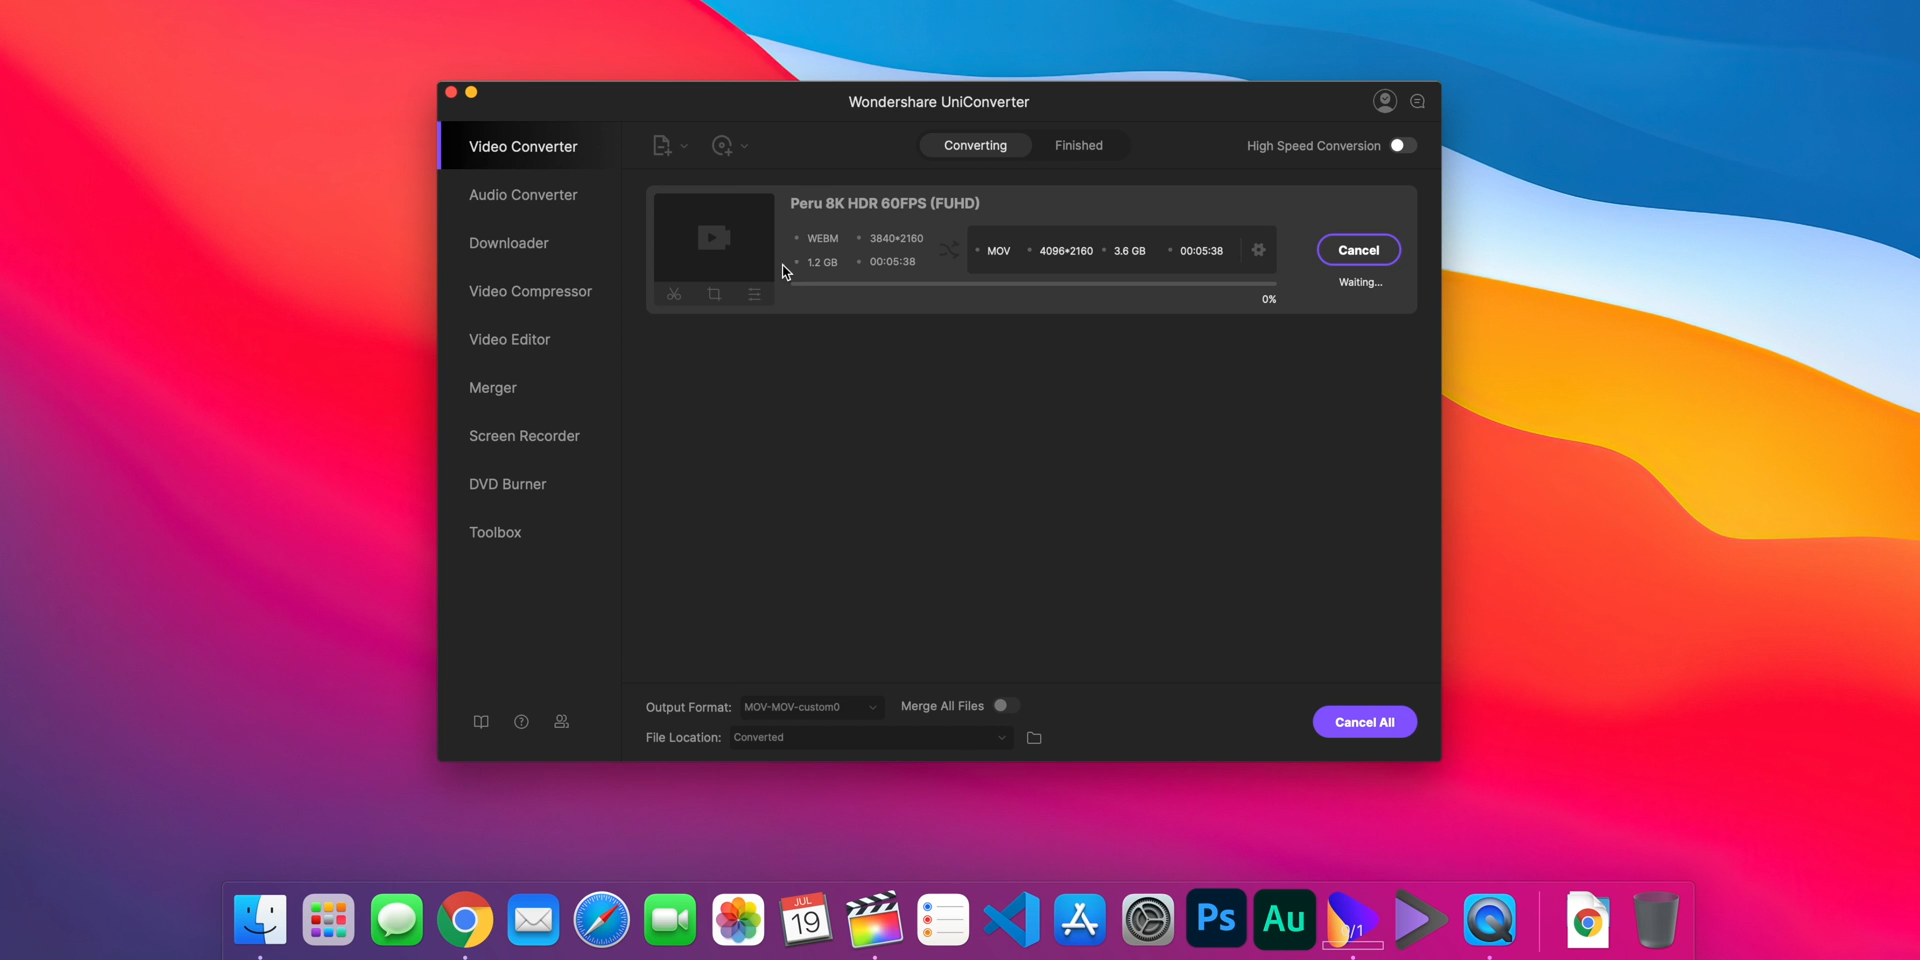 Wondershare UniConverter
Video Converter
Audio Converter
Downloader
Video Compressor
Video Editor
Merger
Screen Recorder
DVD Burner
Toolbox
Converting Finished
High Speed Conversion
Peru 8K HDR 60FPS (FUHD)
WEBM 3840*2160
1.2 GB 00:05:38
MOV 4096*2160 3.6 GB 00:05:38
Cancel
Waiting...
0%
Output Format: MOV-MOV-custom0 Merge All Files
File Location: Converted
Cancel All
JUL
19
Ps
Au
0/1